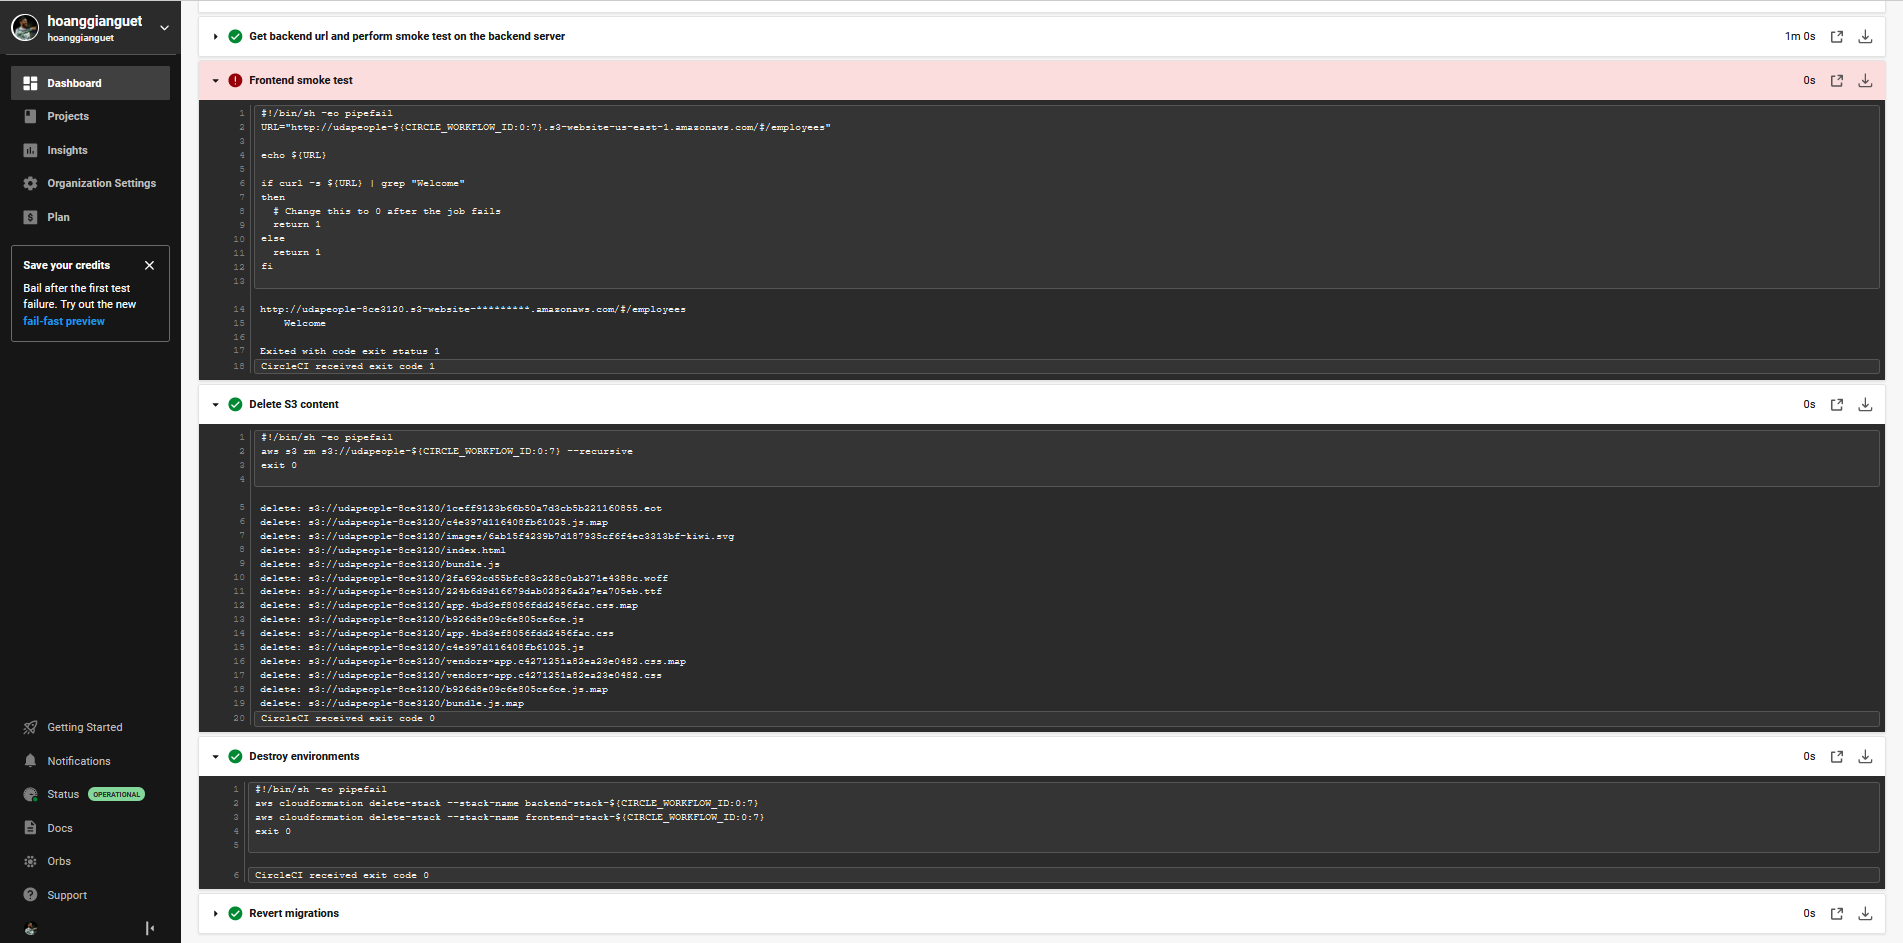 hoanggianguet
hoanggianguet
Dashboard
Projects
Insights
Organization Settings
Plan
Save your credits
Bail after the first test
failure. Try out the new
fail-fast preview
Getting Started
Notifications
Status OPERATIONAL
Docs
Orbs
Support
Get backend url and perform smoke test on the backend server 1m 0s
Frontend smoke test 0s
1 #!/bin/sh -eo pipefail
2 URL="http://udapeople-${CIRCLE_WORKFLOW_ID:0:7}.s3-website-us-east-1.amazonaws.com/#/employees"
3
4 echo ${URL}
5
6 if curl -s ${URL} | grep "Welcome"
7 then
8 # Change this to 0 after the job fails
9 return 1
10 else
11 return 1
12 fi
13
14 http://udapeople-8ce3120.s3-website-*********.amazonaws.com/#/employees
15 Welcome
16
17 Exited with code exit status 1
18 CircleCI received exit code 1
Delete S3 content 0s
1 #!/bin/sh -eo pipefail
2 aws s3 rm s3://udapeople-${CIRCLE_WORKFLOW_ID:0:7} --recursive
3 exit 0
4
5 delete: s3://udapeople-8ce3120/1ceff9123b66b50a7d3cb5b221160855.eot
6 delete: s3://udapeople-8ce3120/c4e397d116408fb61025.js.map
7 delete: s3://udapeople-8ce3120/images/6ab15f4239b7d187935cf6f4ec3313bf-kiwi.svg
8 delete: s3://udapeople-8ce3120/index.html
9 delete: s3://udapeople-8ce3120/bundle.js
10 delete: s3://udapeople-8ce3120/2fa692cd55bfc83c228c0ab271e4388c.woff
11 delete: s3://udapeople-8ce3120/224b6d9d16679dab02826a2a7ea705eb.ttf
12 delete: s3://udapeople-8ce3120/app.4bd3ef8056fdd2456fac.css.map
13 delete: s3://udapeople-8ce3120/b926d8e09c6e805ce6ce.js
14 delete: s3://udapeople-8ce3120/app.4bd3ef8056fdd2456fac.css
15 delete: s3://udapeople-8ce3120/c4e397d116408fb61025.js
16 delete: s3://udapeople-8ce3120/vendors~app.c4271251a82ea23e0482.css.map
17 delete: s3://udapeople-8ce3120/vendors~app.c4271251a82ea23e0482.css
18 delete: s3://udapeople-8ce3120/b926d8e09c6e805ce6ce.js.map
19 delete: s3://udapeople-8ce3120/bundle.js.map
20 CircleCI received exit code 0
Destroy environments 0s
1 #!/bin/sh -eo pipefail
2 aws cloudformation delete-stack --stack-name backend-stack-${CIRCLE_WORKFLOW_ID:0:7}
3 aws cloudformation delete-stack --stack-name frontend-stack-${CIRCLE_WORKFLOW_ID:0:7}
4 exit 0
5
6 CircleCI received exit code 0
Revert migrations 0s